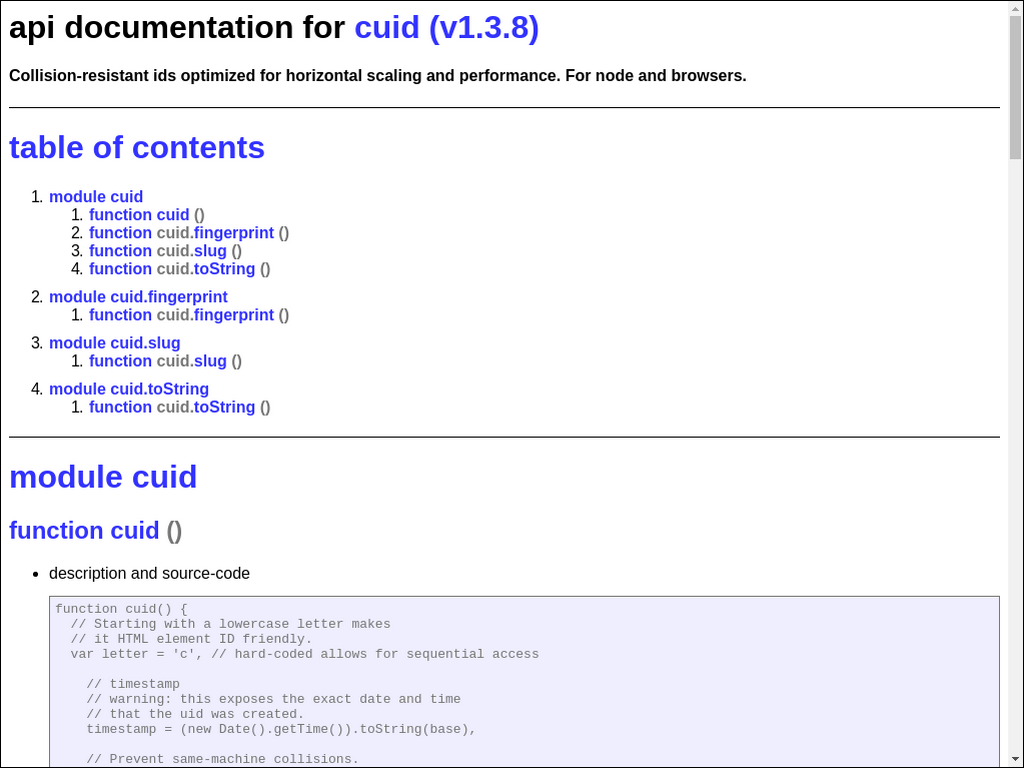 api documentation for cuid (v1.3.8)
Collision-resistant ids optimized for horizontal scaling and performance. For node and browsers.
table of contents
1. module cuid
1. function cuid ()
2. function cuid.fingerprint ()
3. function cuid.slug ()
4. function cuid.toString ()
2. module cuid.fingerprint
1. function cuid.fingerprint ()
3. module cuid.slug
1. function cuid.slug ()
4. module cuid.toString
1. function cuid.toString ()
module cuid
function cuid ()
• description and source-code
function cuid() {
// Starting with a lowercase letter makes
// it HTML element ID friendly.
var letter = 'c', // hard-coded allows for sequential access
// timestamp
// warning: this exposes the exact date and time
// that the uid was created.
timestamp = (new Date().getTime()).toString(base),
// Prevent same-machine collisions.